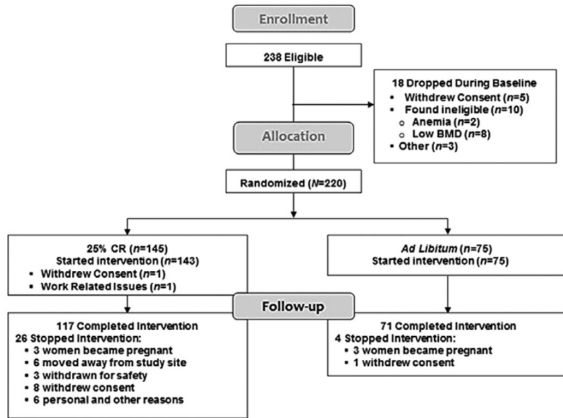 Enrollment
238 Eligible
18 Dropped During Baseline
▪ Withdrew Consent (n=5)
▪ Found ineligible (n=10)
o Anemia (n=2)
o Low BMD (n=8)
▪ Other (n=3)
Allocation
Randomized (N=220)
25% CR (n=145)
Started intervention (n=143)
▪ Withdrew Consent (n=1)
▪ Work Related Issues (n=1)
Ad Libitum (n=75)
Started intervention (n=75)
Follow-up
117 Completed Intervention
26 Stopped Intervention:
▪ 3 women became pregnant
▪ 6 moved away from study site
▪ 3 withdrawn for safety
▪ 8 withdrew consent
▪ 6 personal and other reasons
71 Completed Intervention
4 Stopped Intervention:
▪ 3 women became pregnant
▪ 1 withdrew consent